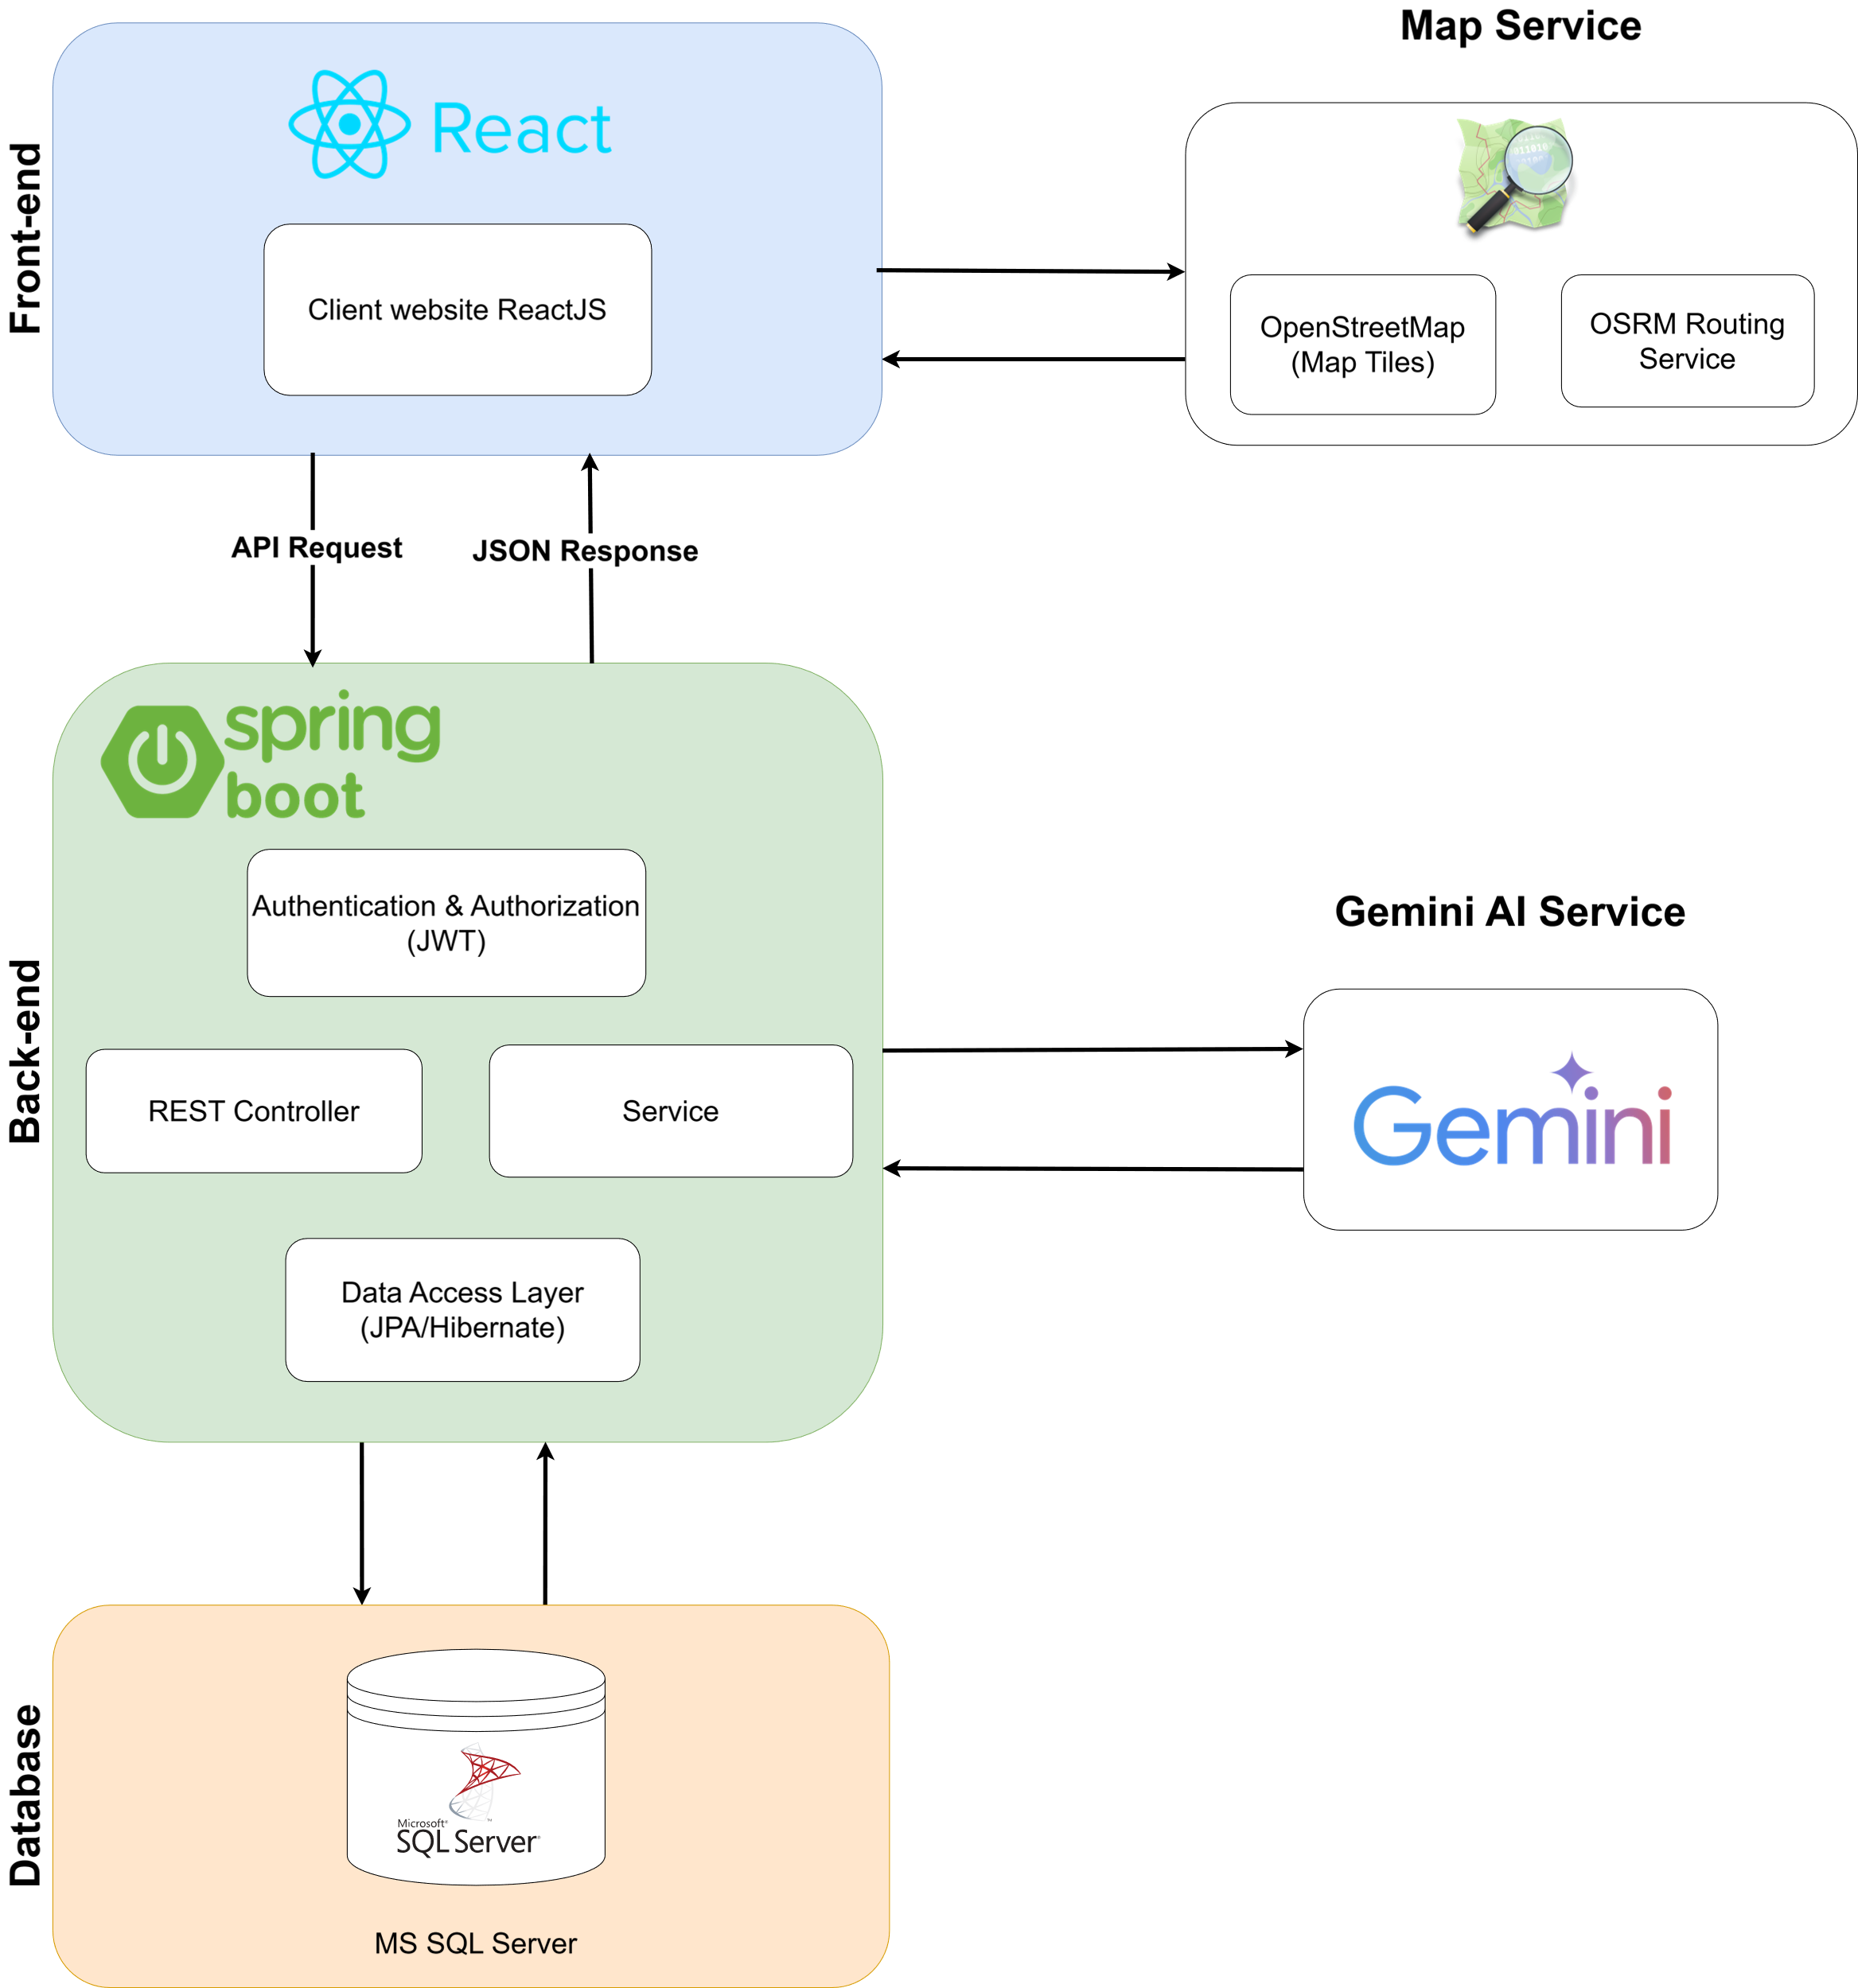 Front-end
React
Client website ReactJS
Map Service
OpenStreetMap
(Map Tiles)
OSRM Routing
Service
API Request
JSON Response
Back-end
spring
boot
Authentication & Authorization
(JWT)
REST Controller
Service
Data Access Layer
(JPA/Hibernate)
Gemini AI Service
Gemini
Database
Microsoft®
SQL Server®
MS SQL Server